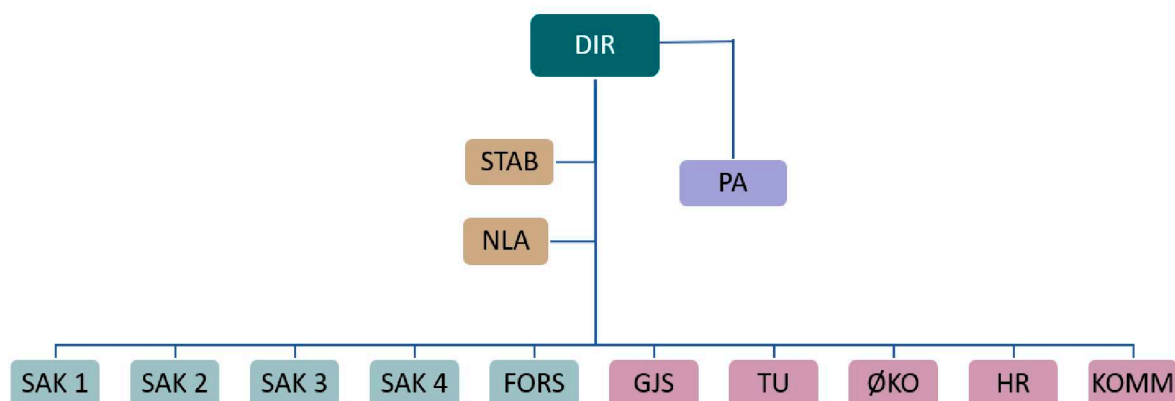 DIR
STAB
PA
NLA
SAK 1 SAK 2 SAK 3 SAK 4 FORS GJS TU ØKO HR KOMM